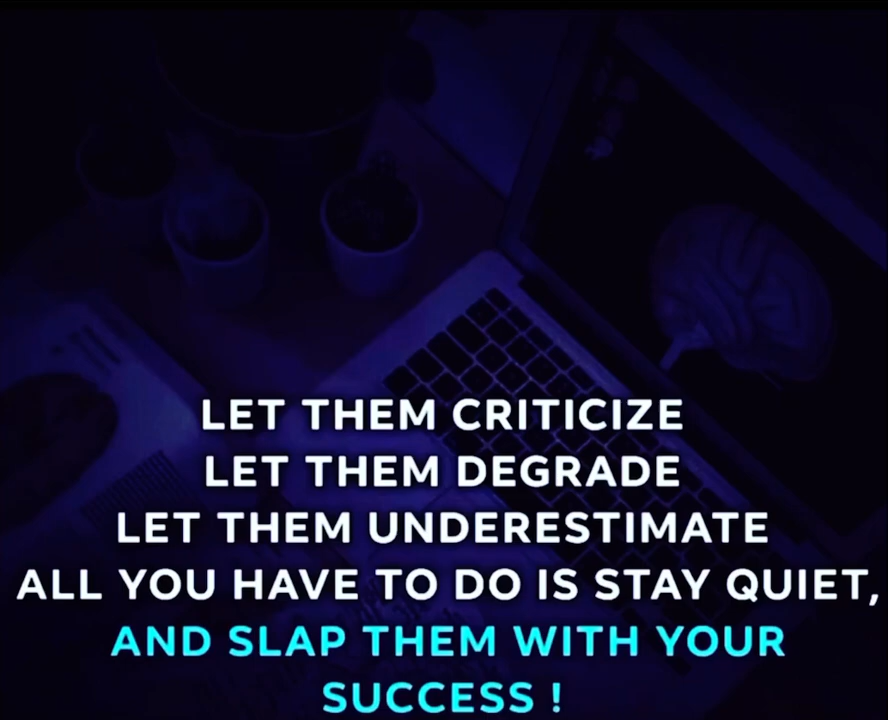 LET THEM CRITICIZE
LET THEM DEGRADE
LET THEM UNDERESTIMATE
ALL YOU HAVE TO DO IS STAY QUIET,
AND SLAP THEM WITH YOUR
SUCCESS !